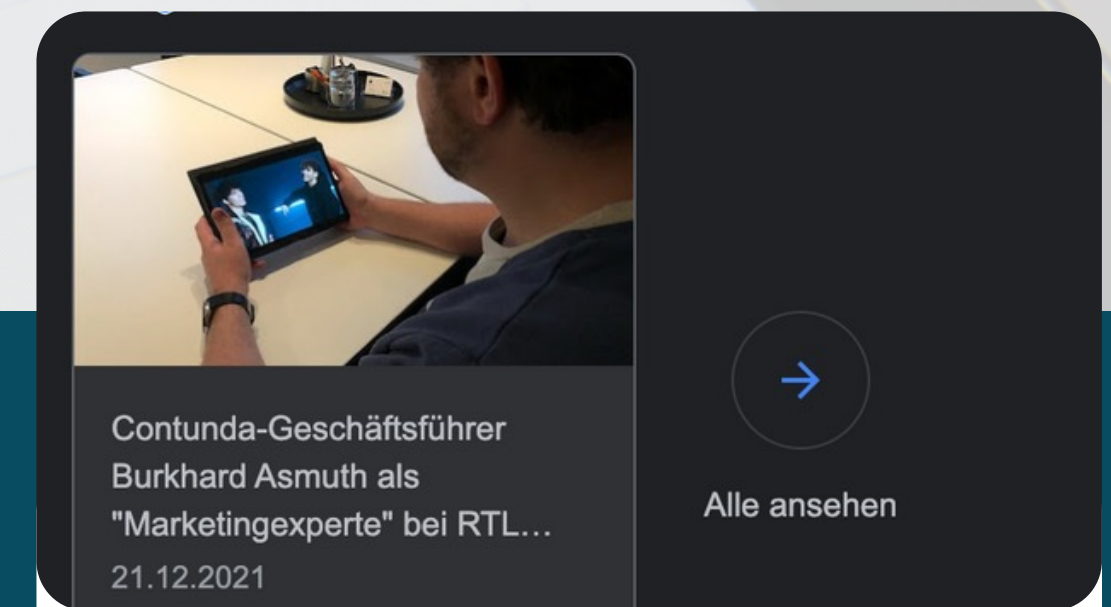 Contunda-Geschäftsführer
Burkhard Asmuth als
"Marketingexperte" bei RTL…
21.12.2021
Alle ansehen